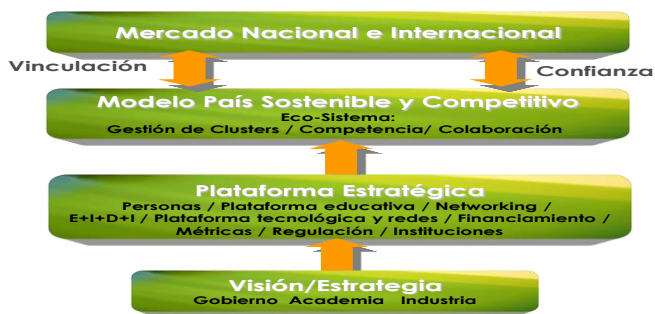 Mercado Nacional e Internacional
Vinculación
Confianza
Modelo País Sostenible y Competitivo
Eco-Sistema:
Gestión de Clusters / Competencia/ Colaboración
Plataforma Estratégica
Personas / Plataforma educativa / Networking /
E+I+D+I / Plataforma tecnológica y redes / Financiamiento /
Métricas / Regulación / Instituciones
Visión/Estrategia
Gobierno Academia Industria